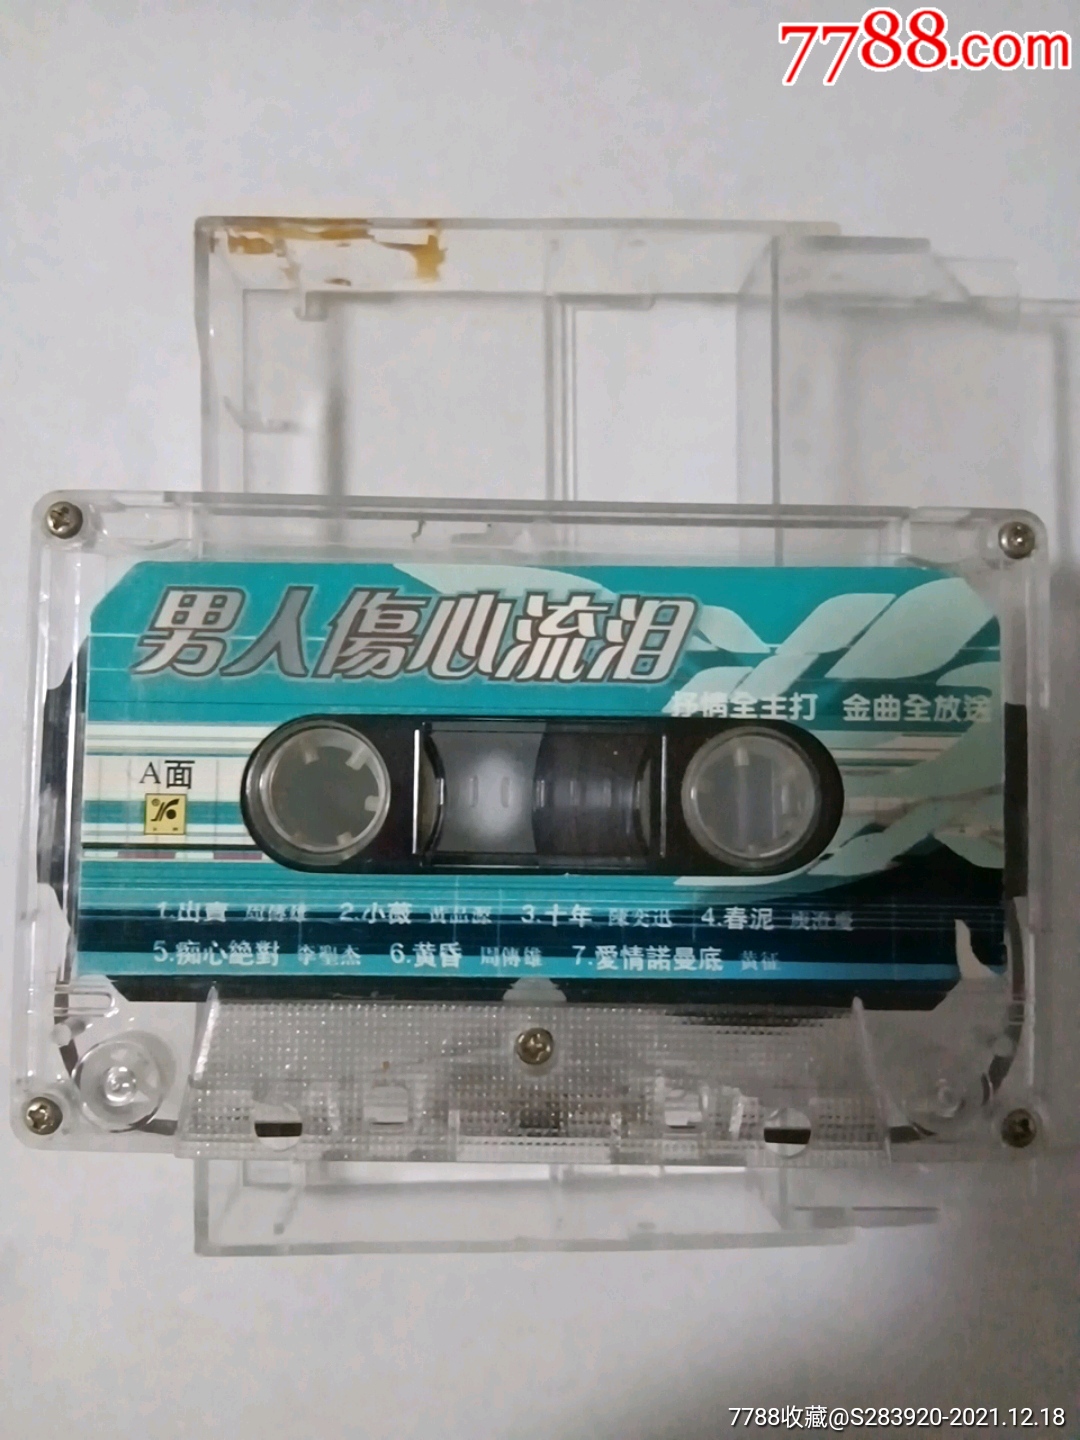 7788.com
男人傷心流泪
抒情全主打 金曲全放送
A面
1.出賣 周傳雄 2.小薇 黃品源 3.十年 陳奕迅 4.春泥 庾澄慶
5.痴心絕對 李聖杰 6.黃昏 周傳雄 7.愛情諾曼底 黃征
7788收藏@S283920-2021.12.18